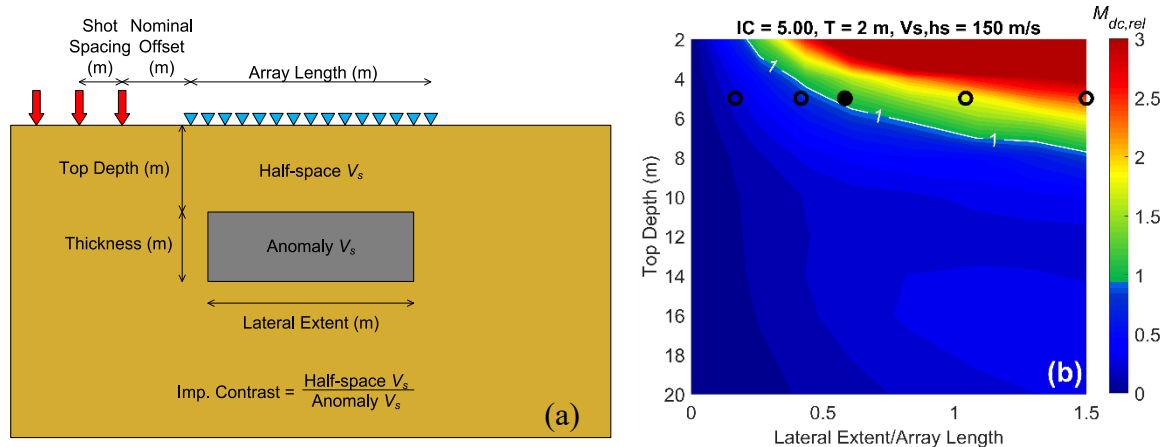 Shot
Spacing
(m)
Nominal
Offset
(m)
Array Length (m)
Top Depth (m)
Half-space Vs
Thickness (m)
Anomaly Vs
Lateral Extent (m)
Imp. Contrast = Half-space Vs
Anomaly Vs
(a)
IC = 5.00, T = 2 m, Vs,hs = 150 m/s
Mdc,rel
2
4
6
8
10
12
14
16
18
20
Top Depth (m)
1
1
1
(b)
0
0.5
1
1.5
Lateral Extent/Array Length
3
2.5
2
1.5
1
0.5
0